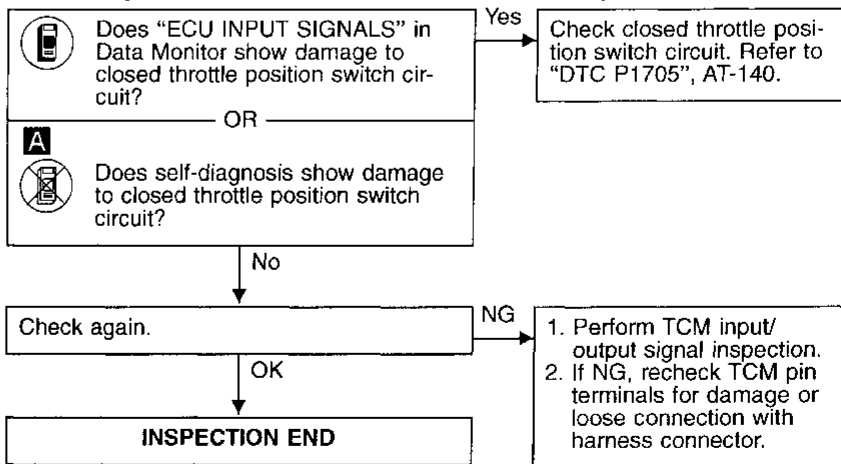 Does “ECU INPUT SIGNALS” in
Data Monitor show damage to
closed throttle position switch cir-
cuit?
OR
A
Does self-diagnosis show damage
to closed throttle position switch
circuit?
Yes
Check closed throttle posi-
tion switch circuit. Refer to
“DTC P1705”, AT-140.
No
Check again.
NG
1. Perform TCM input/
output signal inspection.
2. If NG, recheck TCM pin
terminals for damage or
loose connection with
harness connector.
OK
INSPECTION END